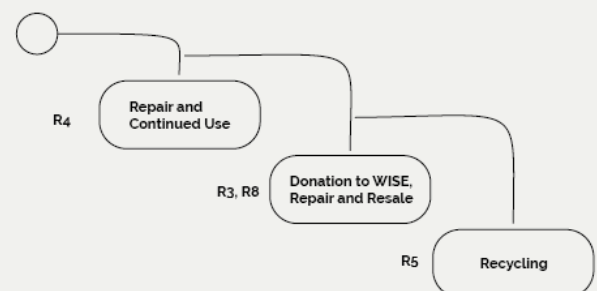 R4
Repair and
Continued Use
R3, R8
Donation to WISE,
Repair and Resale
R5
Recycling